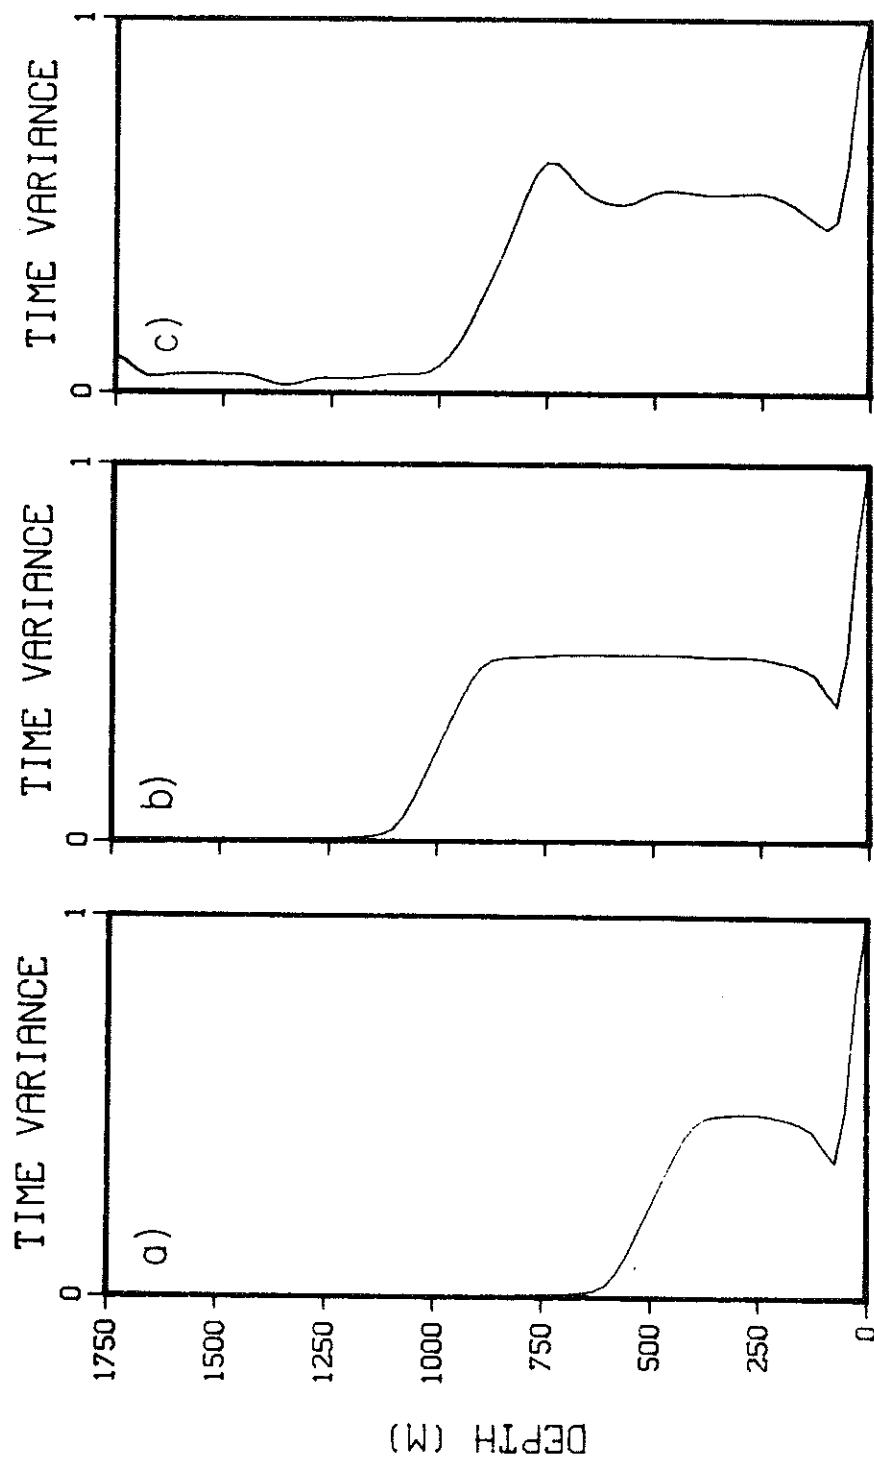 TIME VARIANCE
0 1
c)
TIME VARIANCE
0 1
b)
TIME VARIANCE
0 1
a)
1750
1500
1250
1000
750
500
250
0
DEPTH (M)